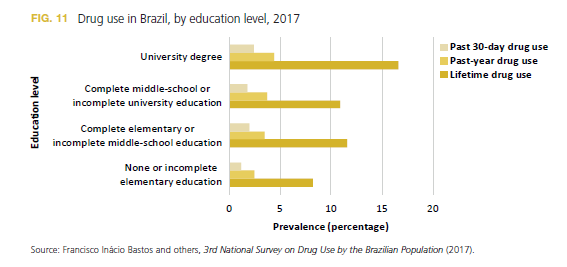 FIG. 11 Drug use in Brazil, by education level, 2017
Education level
University degree
Complete middle-school or
incomplete university education
Complete elementary or
incomplete middle-school education
None or incomplete
elementary education
Past 30-day drug use
Past-year drug use
Lifetime drug use
0 5 10 15 20
Prevalence (percentage)
Source: Francisco Inácio Bastos and others, 3rd National Survey on Drug Use by the Brazilian Population (2017).